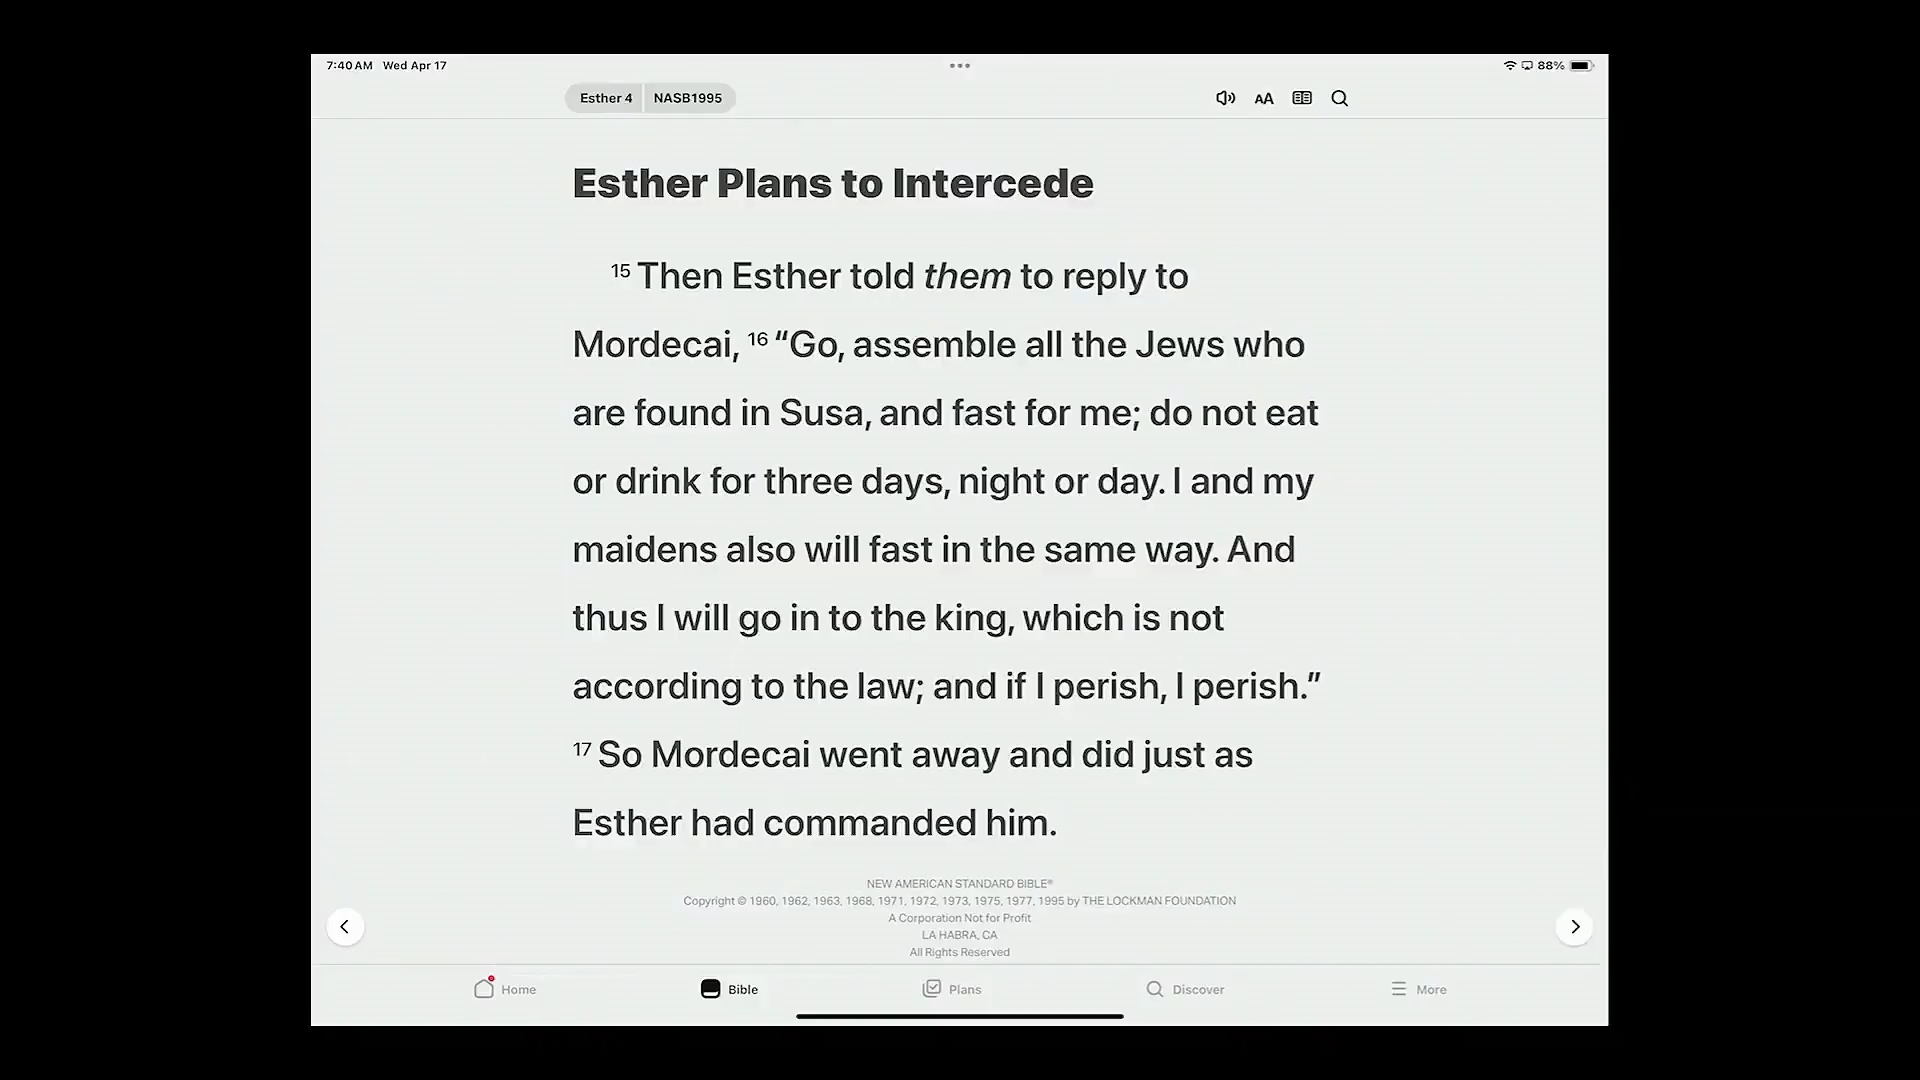 7:40 AM Wed Apr 17
88%
Esther 4 NASB1995
AA
Esther Plans to Intercede
15 Then Esther told them to reply to
Mordecai, 16 “Go, assemble all the Jews who
are found in Susa, and fast for me; do not eat
or drink for three days, night or day. I and my
maidens also will fast in the same way. And
thus I will go in to the king, which is not
according to the law; and if I perish, I perish.”
17 So Mordecai went away and did just as
Esther had commanded him.
NEW AMERICAN STANDARD BIBLE®
Copyright © 1960, 1962, 1963, 1968, 1971, 1972, 1973, 1975, 1977, 1995 by THE LOCKMAN FOUNDATION
A Corporation Not for Profit
LA HABRA, CA
All Rights Reserved
Home Bible Plans Discover More